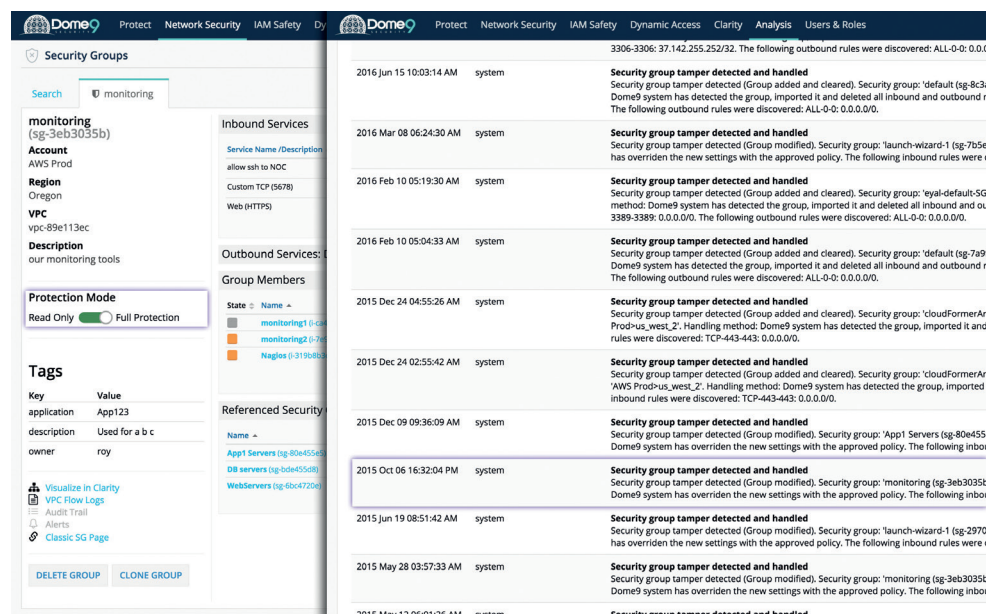 Dome9
SECURITY
Protect
Network Security
IAM Safety
Security Groups
Search
monitoring
monitoring
(sg-3eb3035b)
Account
AWS Prod
Region
Oregon
VPC
vpc-89e113ec
Description
our monitoring tools
Protection Mode
Read Only Full Protection
Tags
Key Value
application App123
description Used for a b c
owner roy
Visualize in Clarity
VPC Flow Logs
Audit Trail
Alerts
Classic SG Page
DELETE GROUP CLONE GROUP
Inbound Services
Service Name /Description
allow ssh to NOC
Custom TCP (5678)
Web (HTTPS)
Outbound Services:
Group Members
State Name
monitoring1
monitoring2
Nagios (i-319b8b
Referenced Security
Name
App1 Servers (sg-80e455e5)
DB servers (sg-bde455d8)
WebServers (sg-6bc4720e)
Dome9
SECURITY
Protect Network Security IAM Safety Dynamic Access Clarity Analysis Users & Roles
3306-3306: 37.142.255.252/32. The following outbound rules were discovered: ALL-0-0: 0.0.
2016 Jun 15 10:03:14 AM system Security group tamper detected and handled
Security group tamper detected (Group added and cleared). Security group: 'default (sg-8c3
Dome9 system has detected the group, imported it and deleted all inbound and outbound
The following outbound rules were discovered: ALL-0-0: 0.0.0.0/0.
2016 Mar 08 06:24:30 AM system Security group tamper detected and handled
Security group tamper detected (Group modified). Security group: 'launch-wizard-1 (sg-7b5e
has overriden the new settings with the approved policy. The following inbound rules were
2016 Feb 10 05:19:30 AM system Security group tamper detected and handled
Security group tamper detected (Group added and cleared). Security group: 'eyal-default-SG
method: Dome9 system has detected the group, imported it and deleted all inbound and ou
3389-3389: 0.0.0.0/0. The following outbound rules were discovered: ALL-0-0: 0.0.0.0/0.
2016 Feb 10 05:04:33 AM system Security group tamper detected and handled
Security group tamper detected (Group added and cleared). Security group: 'default (sg-7a9
Dome9 system has detected the group, imported it and deleted all inbound and outbound
The following outbound rules were discovered: ALL-0-0: 0.0.0.0/0.
2015 Dec 24 04:55:26 AM system Security group tamper detected and handled
Security group tamper detected (Group added and cleared). Security group: 'cloudFormerAr
Prod>us_west_2'. Handling method: Dome9 system has detected the group, imported it and
rules were discovered: TCP-443-443: 0.0.0.0/0.
2015 Dec 24 02:55:42 AM system Security group tamper detected and handled
Security group tamper detected (Group added and cleared). Security group: 'cloudFormerAr
'AWS Prod>us_west_2'. Handling method: Dome9 system has detected the group, imported
inbound rules were discovered: TCP-443-443: 0.0.0.0/0.
2015 Dec 09 09:36:09 AM system Security group tamper detected and handled
Security group tamper detected (Group modified). Security group: 'App1 Servers (sg-80e455
Dome9 system has overriden the new settings with the approved policy. The following inbo
2015 Oct 06 16:32:04 PM system Security group tamper detected and handled
Security group tamper detected (Group modified). Security group: 'monitoring (sg-3eb3035b
Dome9 system has overriden the new settings with the approved policy. The following inbo
2015 Jun 19 08:51:42 AM system Security group tamper detected and handled
Security group tamper detected (Group modified). Security group: 'launch-wizard-1 (sg-2970
has overriden the new settings with the approved policy. The following inbound rules were
2015 May 28 03:57:33 AM system Security group tamper detected and handled
Security group tamper detected (Group modified). Security group: 'monitoring (sg-3eb3035b
Dome9 system has overriden the new settings with the approved policy. The following inbo